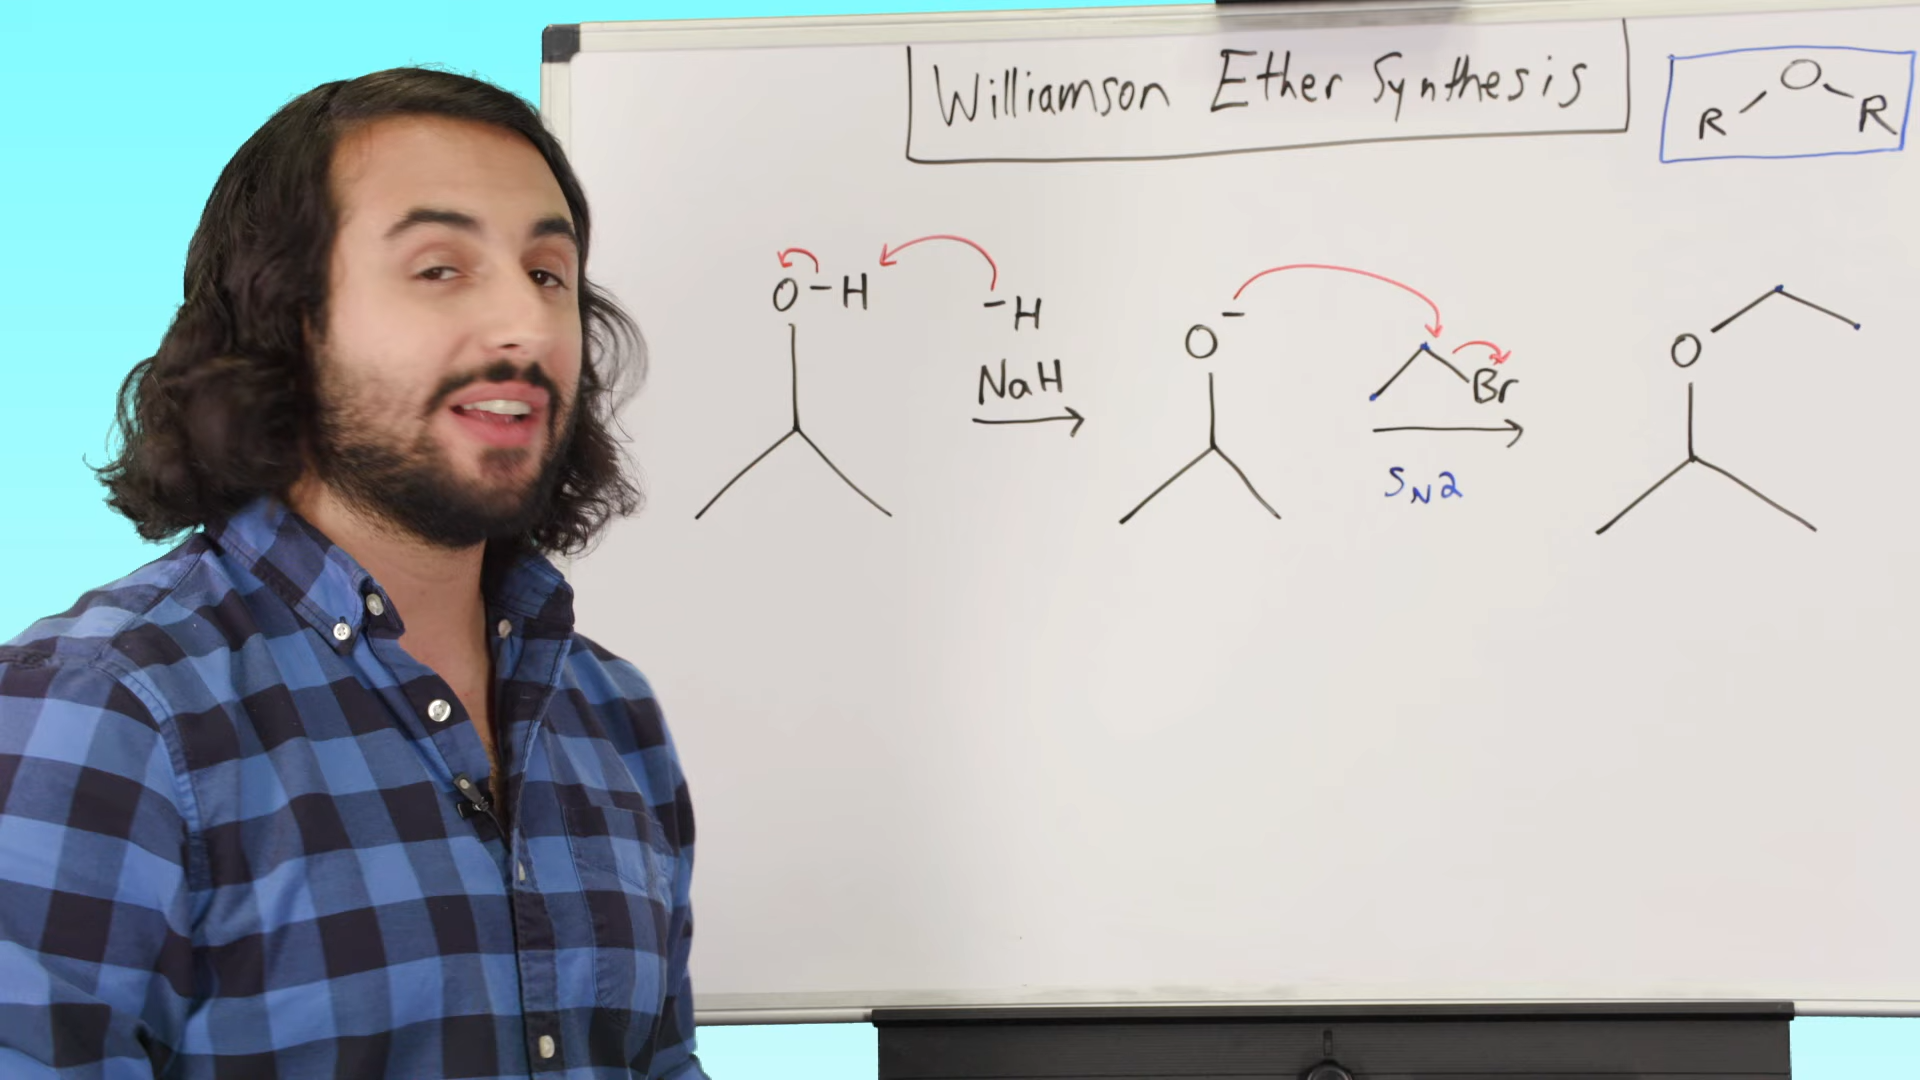 Williamson Ether Synthesis
R O R
O-H
-H
NaH
O-
Br
SN2
O